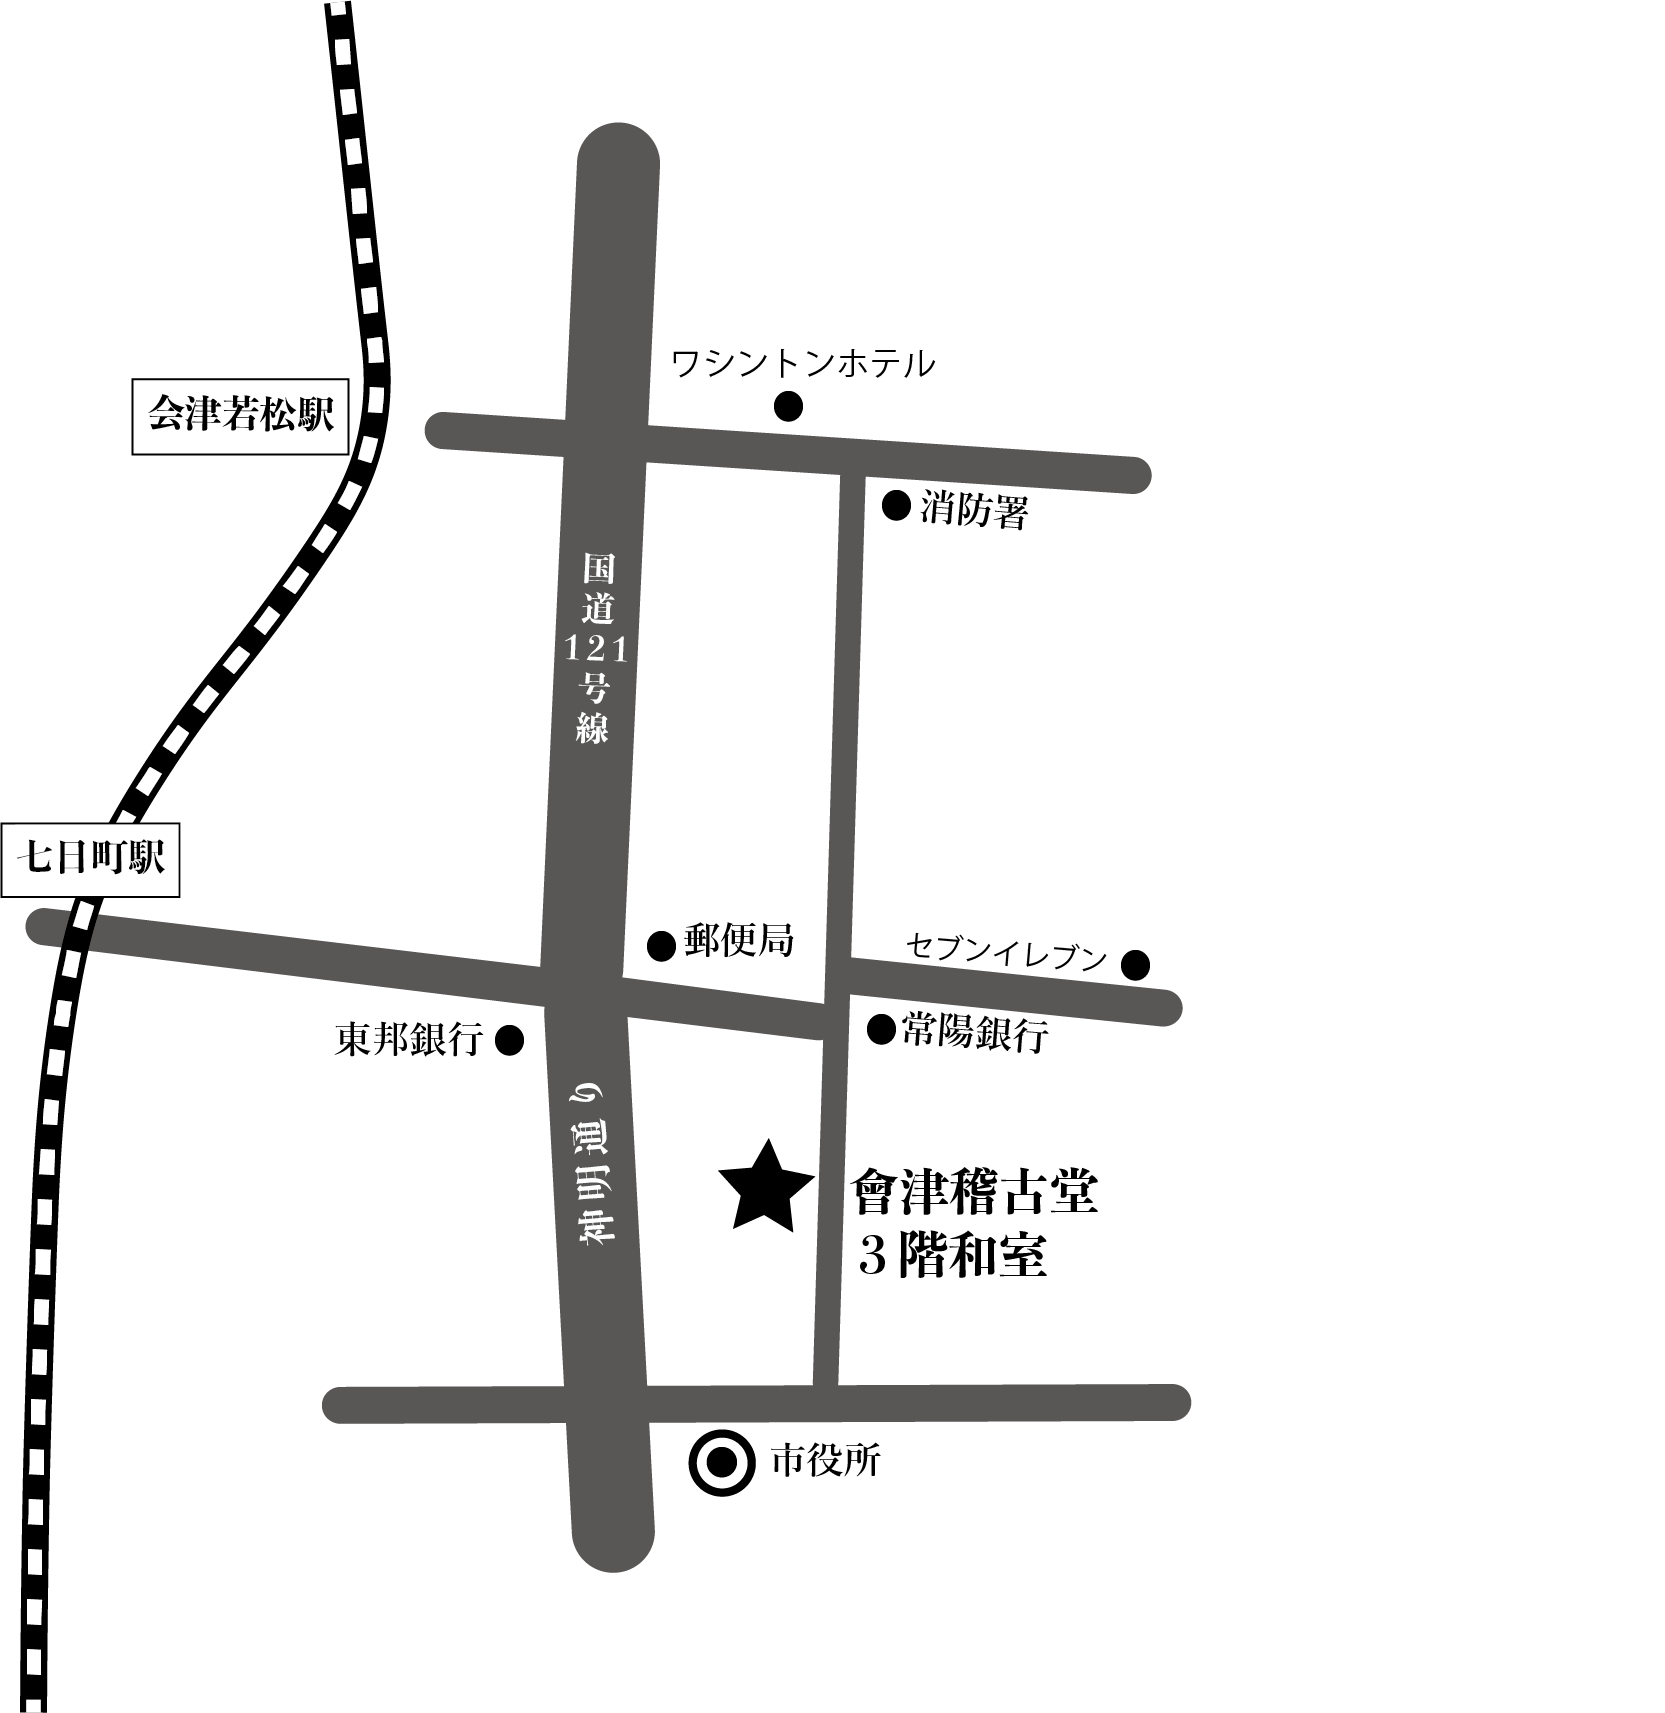 ワシントンホテル
会津若松駅
消防署
国道121号線
七日町駅
郵便局
セブンイレブン
東邦銀行
常陽銀行
神明通り
會津稽古堂
３階和室
市役所